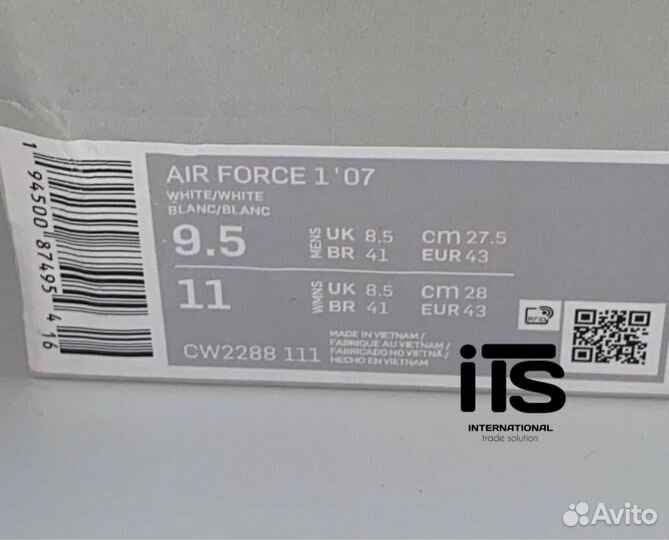 1 94500 87495 4 16
AIR FORCE 1 '07
WHITE/WHITE
BLANC/BLANC
9.5 MENS UK 8.5 cm 27.5
BR 41 EUR 43
11 WMNS UK 8.5 cm 28
BR 41 EUR 43
CW2288 111
MADE IN VIETNAM /
FABRIQUE AU VIETNAM /
FABRICADO NO VIETNÃ /
HECHO EN VIETNAM
RFID
iTS
INTERNATIONAL
trade solution
Avito